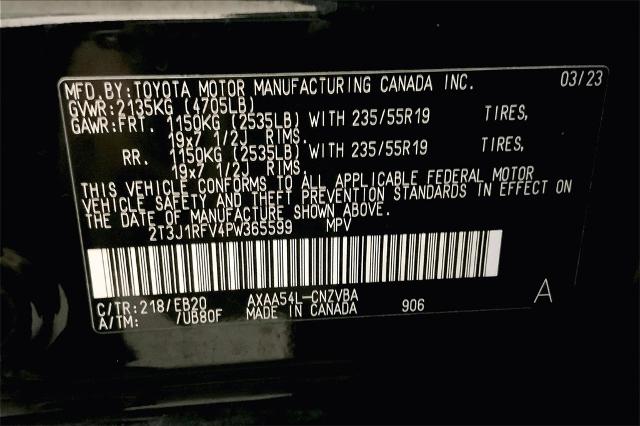 MFD.BY:TOYOTA MOTOR MANUFACTURING CANADA INC. 03/23
GVWR:2135KG (4705LB)
GAWR:FRT. 1150KG (2535LB) WITH 235/55R19 TIRES,
19x7 1/2J RIMS.
RR. 1150KG (2535LB) WITH 235/55R19 TIRES,
19x7 1/2J RIMS.
THIS VEHICLE CONFORMS TO ALL APPLICABLE FEDERAL MOTOR
VEHICLE SAFETY AND THEFT PREVENTION STANDARDS IN EFFECT ON
THE DATE OF MANUFACTURE SHOWN ABOVE.
2T3J1RFV4PW365599 MPV
C/TR:218/EB20 AXAA54L-CNZVBA A
A/TM: /UB80F MADE IN CANADA 906